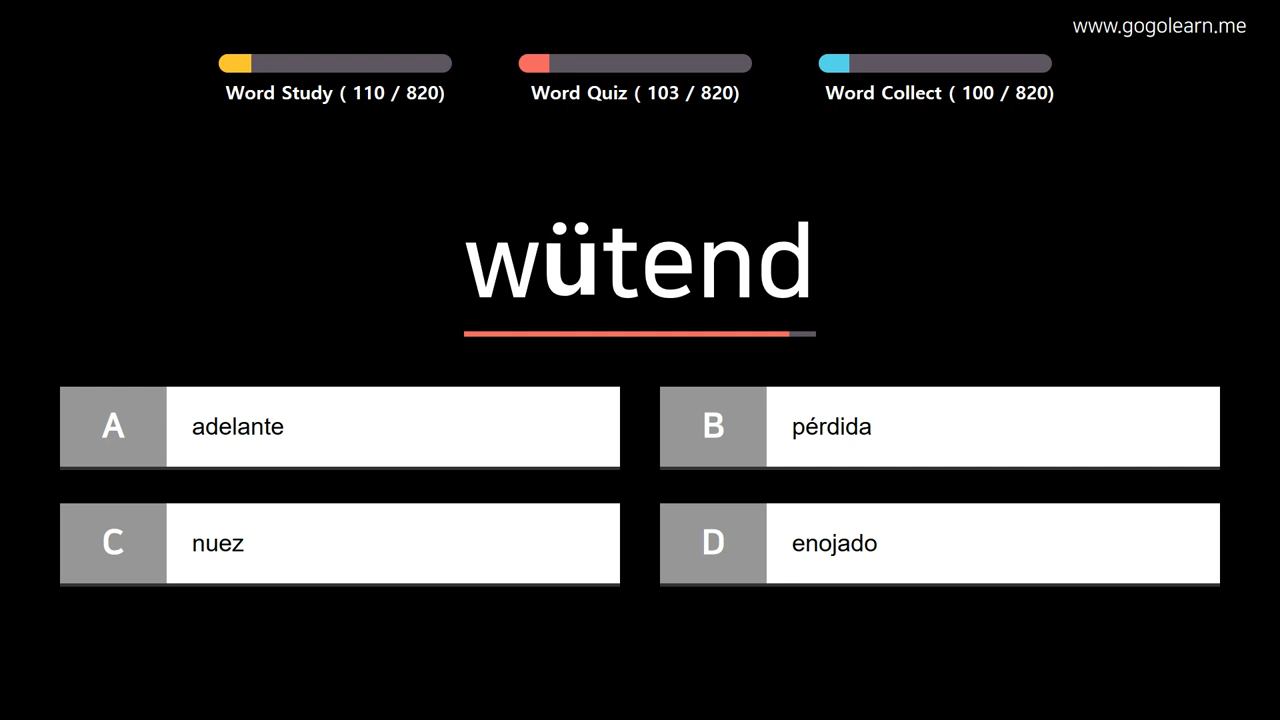 www.gogolearn.me
Word Study ( 110 / 820)
Word Quiz ( 103 / 820)
Word Collect ( 100 / 820)
wütend
A adelante
B pérdida
C nuez
D enojado